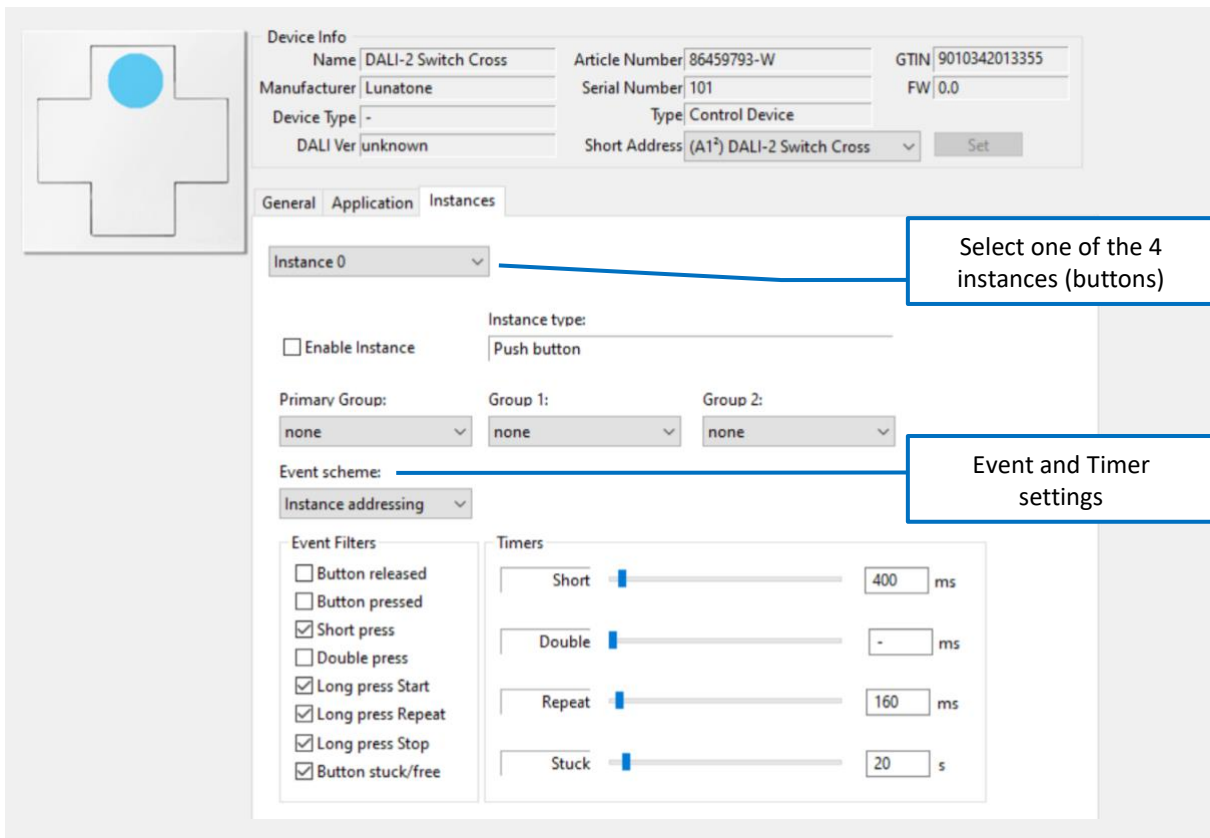 Device Info
Name DALI-2 Switch Cross Article Number 86459793-W GTIN 9010342013355
Manufacturer Lunatone Serial Number 101 FW 0.0
Device Type - Type Control Device
DALI Ver unknown Short Address (A1²) DALI-2 Switch Cross Set
General Application Instances
Instance 0
Select one of the 4
instances (buttons)
Instance type:
Enable Instance Push button
Primary Group: Group 1: Group 2:
none none none
Event scheme:
Instance addressing
Event and Timer
settings
Event Filters Timers
Button released
Short 400 ms
Button pressed
Short press
Double - ms
Double press
Long press Start
Repeat 160 ms
Long press Repeat
Long press Stop
Stuck 20 s
Button stuck/free